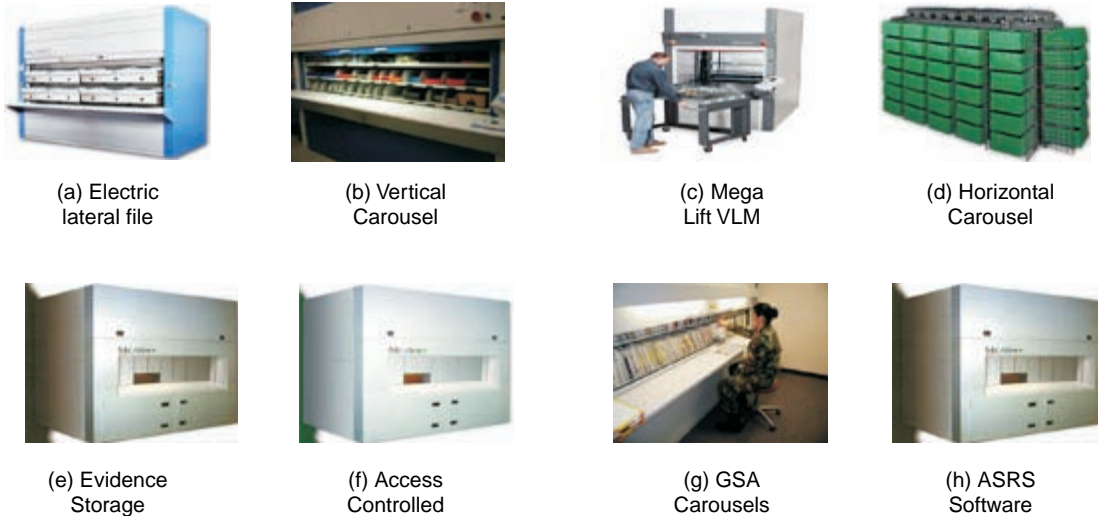 (a) Electric
lateral file
(b) Vertical
Carousel
(c) Mega
Lift VLM
(d) Horizontal
Carousel
(e) Evidence
Storage
(f) Access
Controlled
(g) GSA
Carousels
(h) ASRS
Software